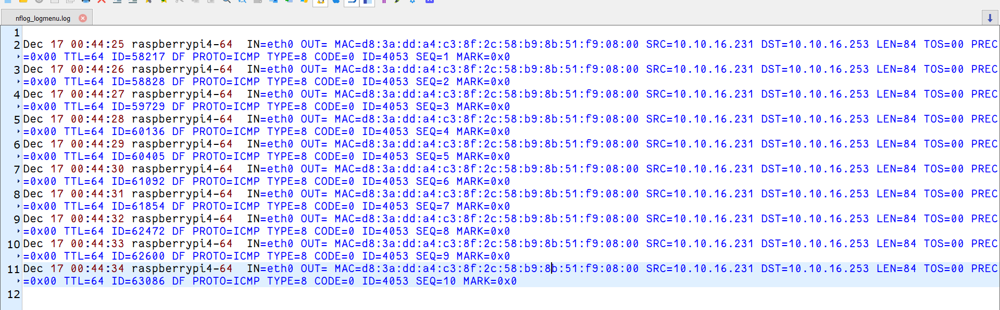 nflog_logmenu.log
1
2 Dec 17 00:44:25 raspberrypi4-64  IN=eth0 OUT= MAC=d8:3a:dd:a4:c3:8f:2c:58:b9:8b:51:f9:08:00 SRC=10.10.16.231 DST=10.10.16.253 LEN=84 TOS=00 PREC
=0x00 TTL=64 ID=58217 DF PROTO=ICMP TYPE=8 CODE=0 ID=4053 SEQ=1 MARK=0x0
3 Dec 17 00:44:26 raspberrypi4-64  IN=eth0 OUT= MAC=d8:3a:dd:a4:c3:8f:2c:58:b9:8b:51:f9:08:00 SRC=10.10.16.231 DST=10.10.16.253 LEN=84 TOS=00 PREC
=0x00 TTL=64 ID=58828 DF PROTO=ICMP TYPE=8 CODE=0 ID=4053 SEQ=2 MARK=0x0
4 Dec 17 00:44:27 raspberrypi4-64  IN=eth0 OUT= MAC=d8:3a:dd:a4:c3:8f:2c:58:b9:8b:51:f9:08:00 SRC=10.10.16.231 DST=10.10.16.253 LEN=84 TOS=00 PREC
=0x00 TTL=64 ID=59729 DF PROTO=ICMP TYPE=8 CODE=0 ID=4053 SEQ=3 MARK=0x0
5 Dec 17 00:44:28 raspberrypi4-64  IN=eth0 OUT= MAC=d8:3a:dd:a4:c3:8f:2c:58:b9:8b:51:f9:08:00 SRC=10.10.16.231 DST=10.10.16.253 LEN=84 TOS=00 PREC
=0x00 TTL=64 ID=60136 DF PROTO=ICMP TYPE=8 CODE=0 ID=4053 SEQ=4 MARK=0x0
6 Dec 17 00:44:29 raspberrypi4-64  IN=eth0 OUT= MAC=d8:3a:dd:a4:c3:8f:2c:58:b9:8b:51:f9:08:00 SRC=10.10.16.231 DST=10.10.16.253 LEN=84 TOS=00 PREC
=0x00 TTL=64 ID=60405 DF PROTO=ICMP TYPE=8 CODE=0 ID=4053 SEQ=5 MARK=0x0
7 Dec 17 00:44:30 raspberrypi4-64  IN=eth0 OUT= MAC=d8:3a:dd:a4:c3:8f:2c:58:b9:8b:51:f9:08:00 SRC=10.10.16.231 DST=10.10.16.253 LEN=84 TOS=00 PREC
=0x00 TTL=64 ID=61092 DF PROTO=ICMP TYPE=8 CODE=0 ID=4053 SEQ=6 MARK=0x0
8 Dec 17 00:44:31 raspberrypi4-64  IN=eth0 OUT= MAC=d8:3a:dd:a4:c3:8f:2c:58:b9:8b:51:f9:08:00 SRC=10.10.16.231 DST=10.10.16.253 LEN=84 TOS=00 PREC
=0x00 TTL=64 ID=61854 DF PROTO=ICMP TYPE=8 CODE=0 ID=4053 SEQ=7 MARK=0x0
9 Dec 17 00:44:32 raspberrypi4-64  IN=eth0 OUT= MAC=d8:3a:dd:a4:c3:8f:2c:58:b9:8b:51:f9:08:00 SRC=10.10.16.231 DST=10.10.16.253 LEN=84 TOS=00 PREC
=0x00 TTL=64 ID=62472 DF PROTO=ICMP TYPE=8 CODE=0 ID=4053 SEQ=8 MARK=0x0
10 Dec 17 00:44:33 raspberrypi4-64  IN=eth0 OUT= MAC=d8:3a:dd:a4:c3:8f:2c:58:b9:8b:51:f9:08:00 SRC=10.10.16.231 DST=10.10.16.253 LEN=84 TOS=00 PREC
=0x00 TTL=64 ID=62600 DF PROTO=ICMP TYPE=8 CODE=0 ID=4053 SEQ=9 MARK=0x0
11 Dec 17 00:44:34 raspberrypi4-64  IN=eth0 OUT= MAC=d8:3a:dd:a4:c3:8f:2c:58:b9:8b:51:f9:08:00 SRC=10.10.16.231 DST=10.10.16.253 LEN=84 TOS=00 PREC
=0x00 TTL=64 ID=63086 DF PROTO=ICMP TYPE=8 CODE=0 ID=4053 SEQ=10 MARK=0x0
12